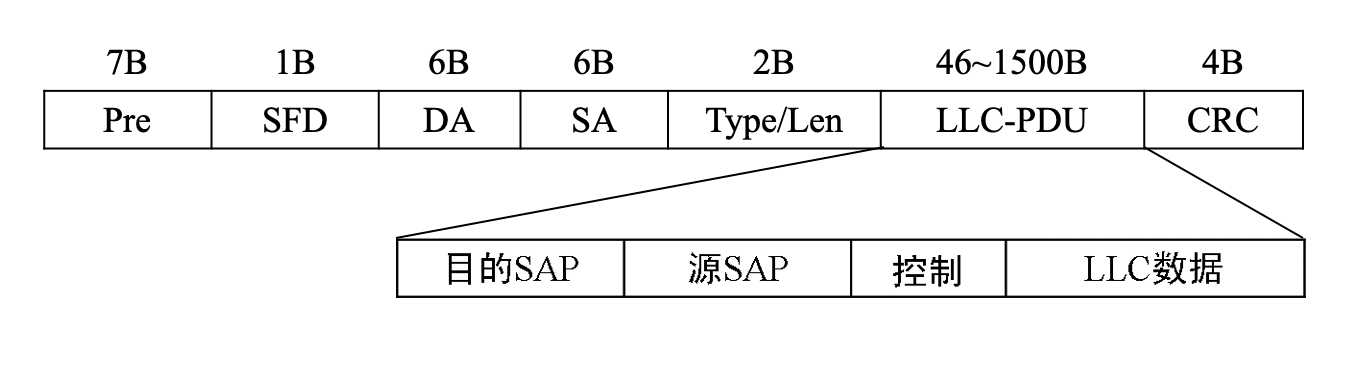 7B 1B 6B 6B 2B 46~1500B 4B
Pre SFD DA SA Type/Len LLC-PDU CRC
目的SAP 源SAP 控制 LLC数据